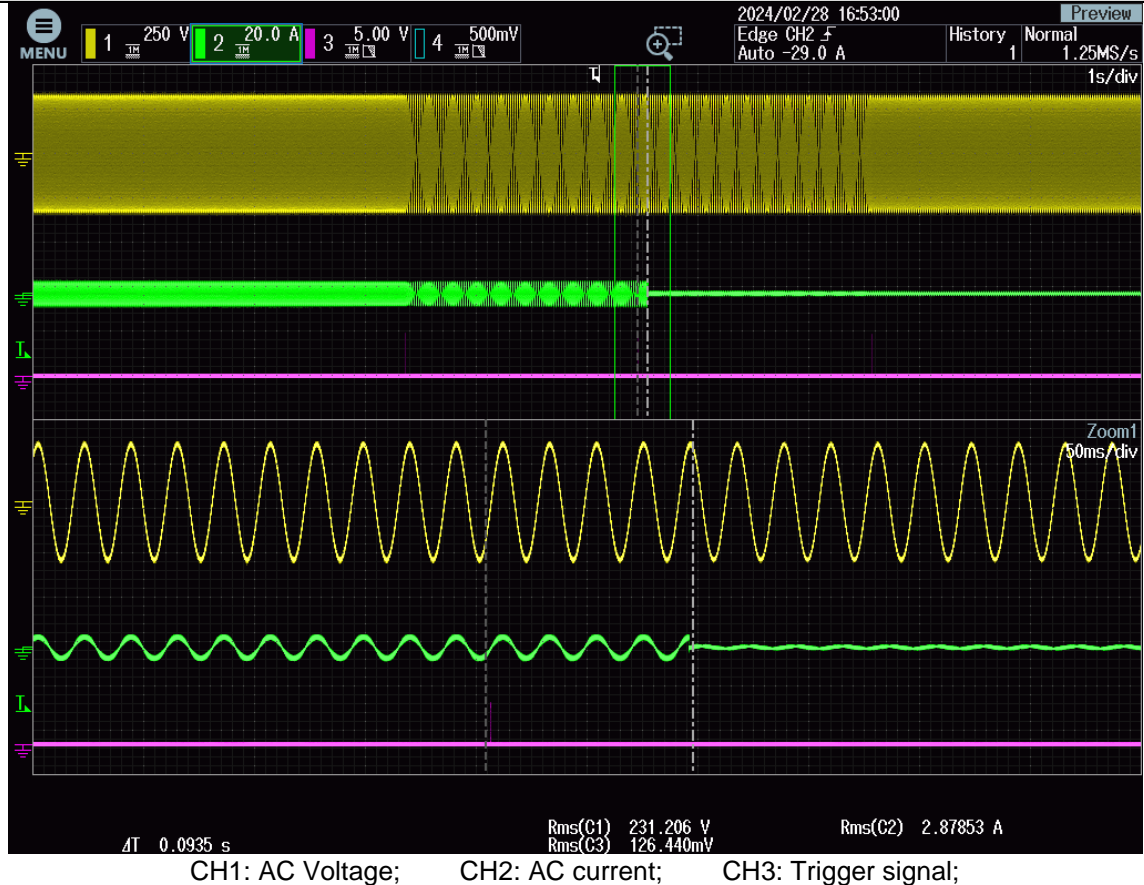 2024/02/28 16:53:00 Preview
MENU 1 1M 250 V 2 1M 20.0 A 3 1M 5.00 V 4 1M 500mV Edge CH2 History Normal
Auto -29.0 A 1 1.25MS/s
T 1s/div
T
Zoom1
50ms/div
T
Rms(C1) 231.206 V Rms(C2) 2.87853 A
ΔT 0.0935 s Rms(C3) 126.440mV
CH1: AC Voltage; CH2: AC current; CH3: Trigger signal;